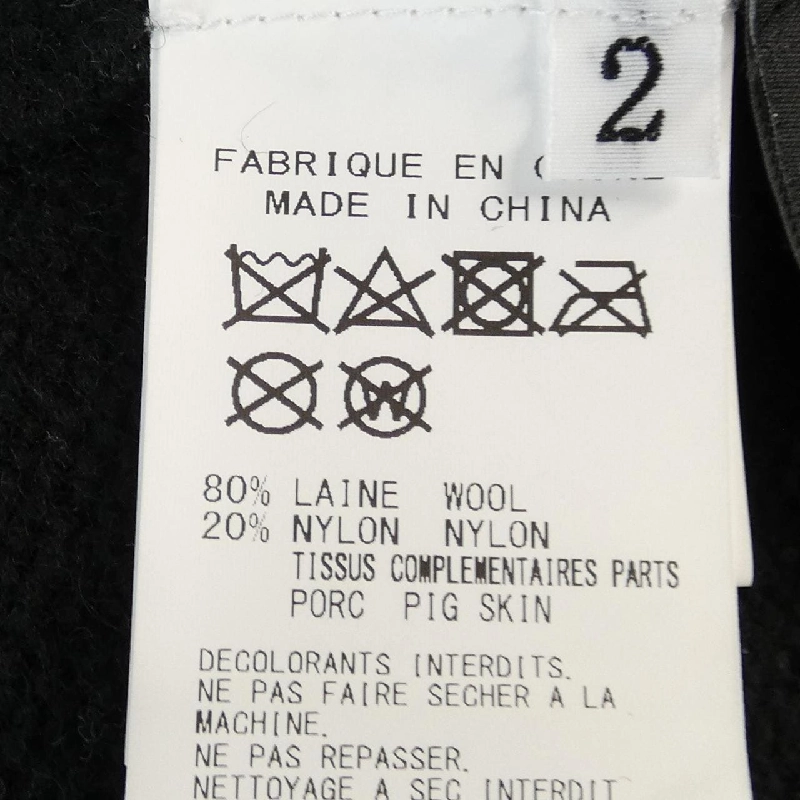 2
FABRIQUE EN
MADE IN CHINA
W
80% LAINE WOOL
20% NYLON NYLON
TISSUS COMPLEMENTAIRES PARTS
PORC PIG SKIN
DECOLORANTS INTERDITS.
NE PAS FAIRE SECHER A LA
MACHINE.
NE PAS REPASSER.
NETTOYAGE A SEC INTERDIT